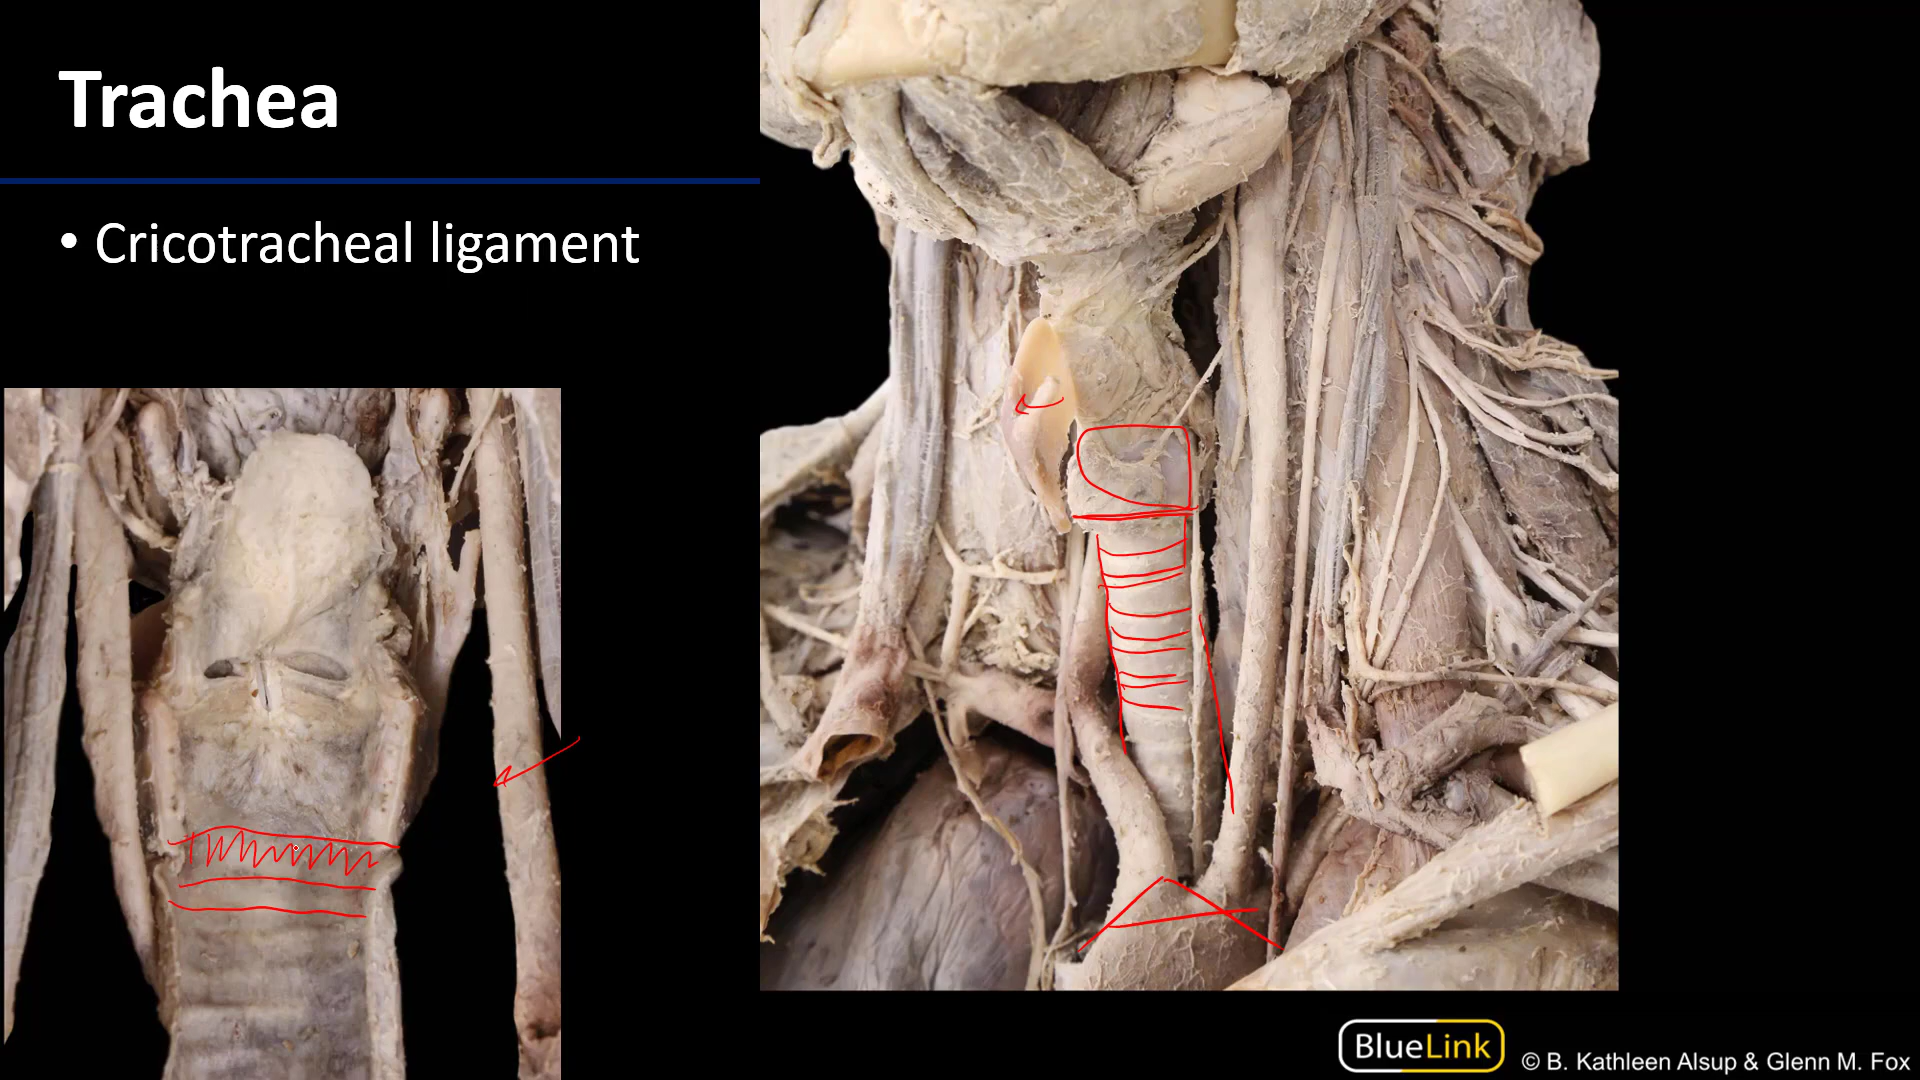 Trachea
• Cricotracheal ligament
BlueLink
© B. Kathleen Alsup & Glenn M. Fox